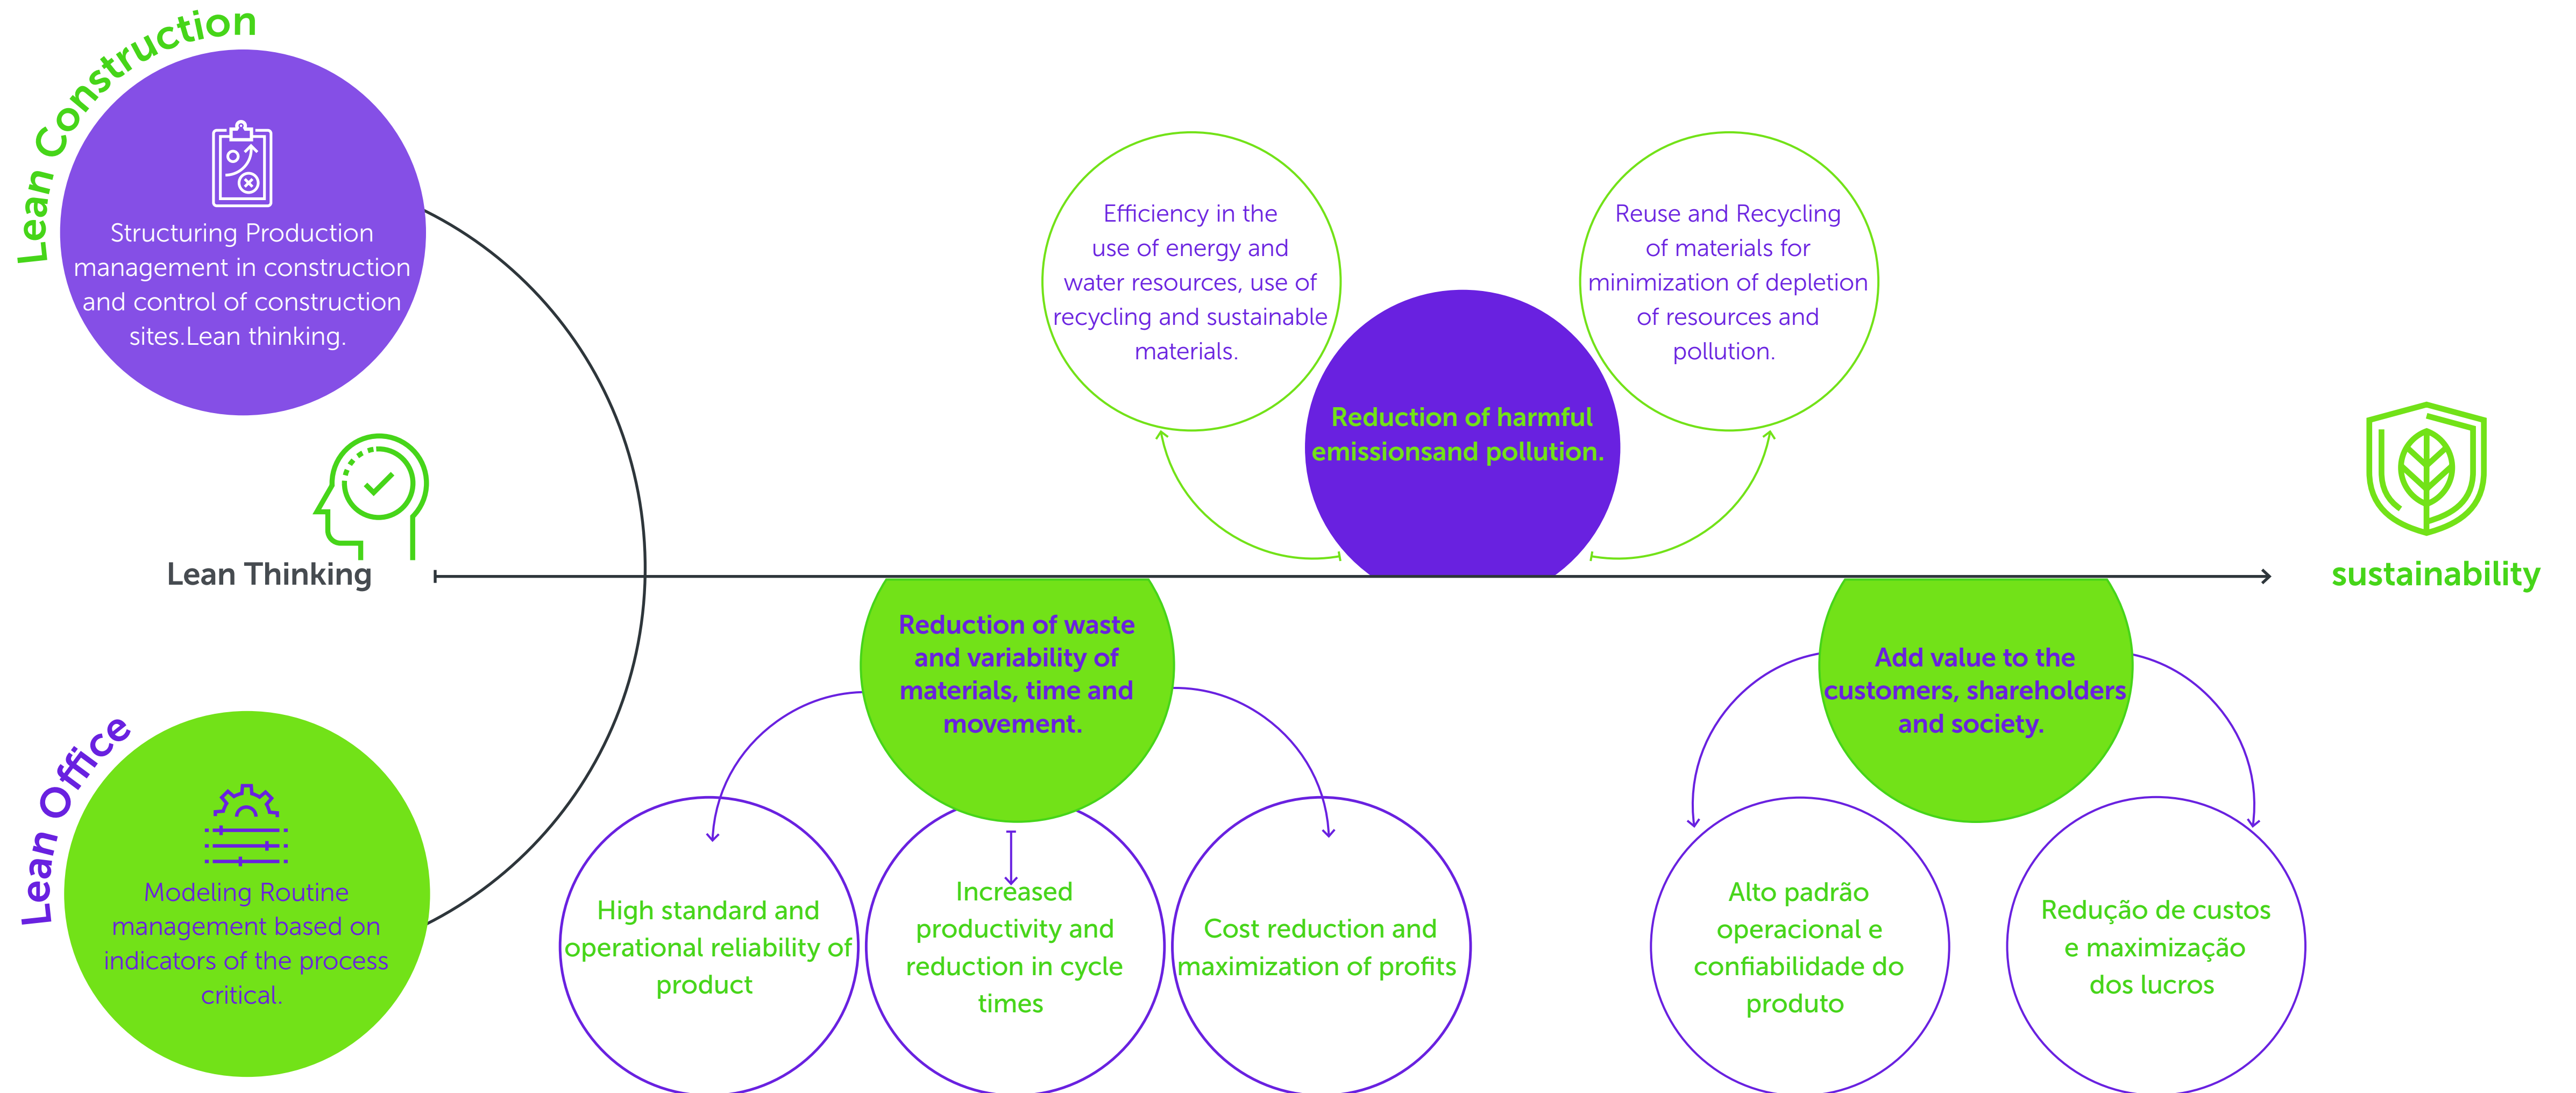 Lean Construction
Structuring Production
management in construction
and control of construction
sites.Lean thinking.
Lean Thinking
Lean Office
Modeling Routine
management based on
indicators of the process
critical.
Efficiency in the
use of energy and
water resources, use of
recycling and sustainable
materials.
Reduction of harmful
emissionsand pollution.
Reuse and Recycling
of materials for
minimization of depletion
of resources and
pollution.
Reduction of waste
and variability of
materials, time and
movement.
High standard and
operational reliability of
product
Increased
productivity and
reduction in cycle
times
Cost reduction and
maximization of profits
Add value to the
customers, shareholders
and society.
Alto padrão
operacional e
confiabilidade do
produto
Redução de custos
e maximização
dos lucros
sustainability